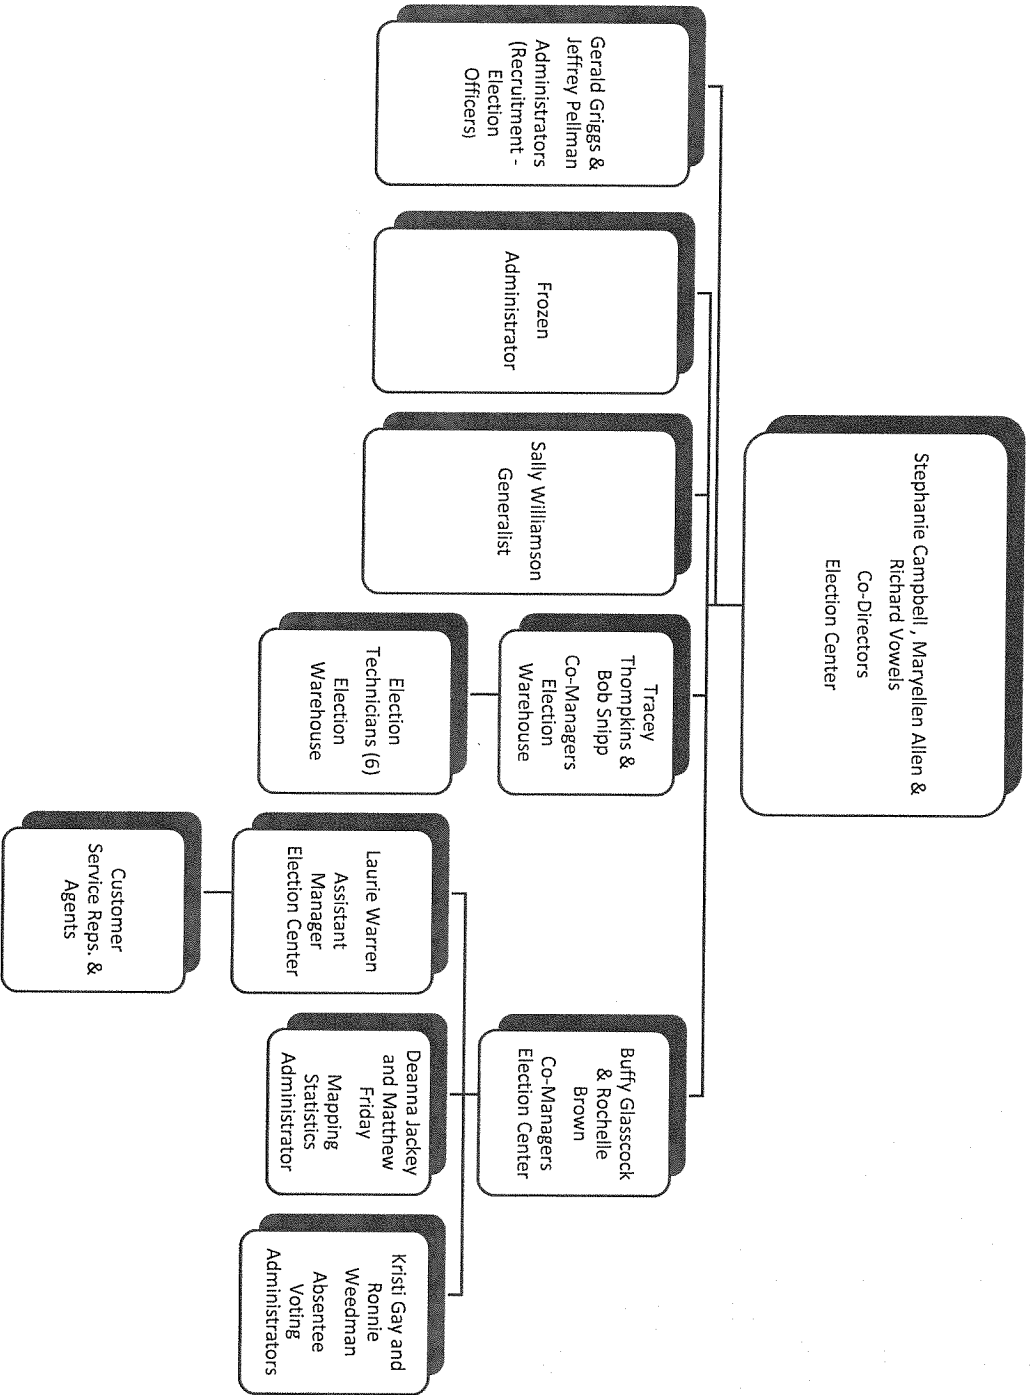 Stephanie Campbell , Maryellen Allen &
Richard Vowels
Co-Directors
Election Center
Gerald Griggs &
Jeffrey Pellman
Administrators
(Recruitment -
Election
Officers)
Frozen
Administrator
Sally Williamson
Generalist
Tracey
Thompkins &
Bob Snipp
Co-Managers
Election
Warehouse
Election
Technicians (6)
Election
Warehouse
Buffy Glasscock
& Rochelle
Brown
Co-Managers
Election Center
Laurie Warren
Assistant
Manager
Election Center
Customer
Service Reps. &
Agents
Deanna Jackey
and Matthew
Friday
Mapping
Statistics
Administrator
Kristi Gay and
Ronnie
Weedman
Absentee
Voting
Administrators